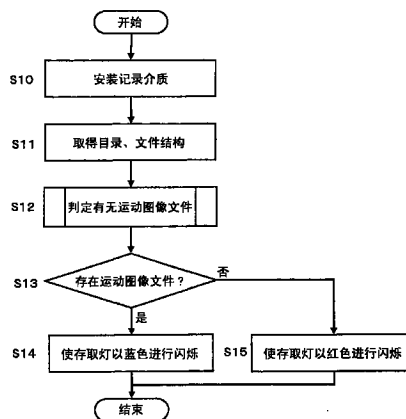 开始
S10
安装记录介质
S11
取得目录、文件结构
S12
判定有无运动图像文件
S13
存在运动图像文件？
否
是
S14
使存取灯以蓝色进行闪烁
S15
使存取灯以红色进行闪烁
结束